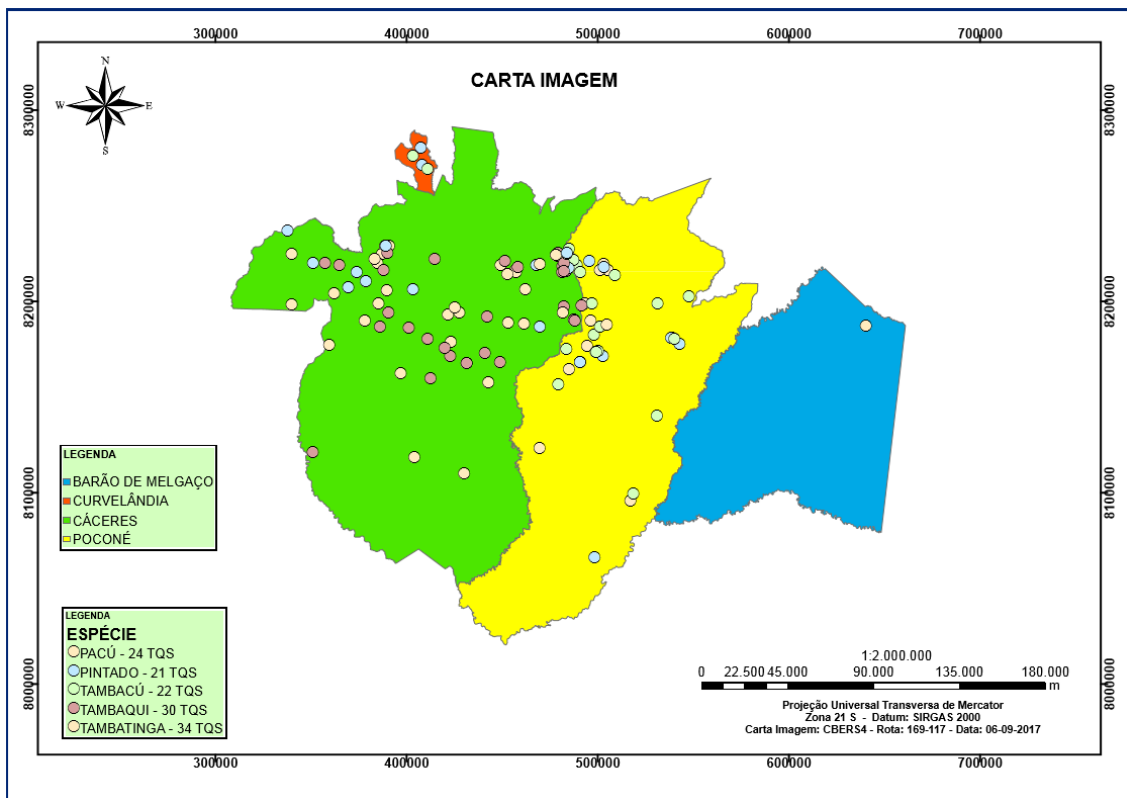 300000 400000 500000 600000 700000
CARTA IMAGEM
N
W E
S
8300000 8300000
8200000 8200000
8100000 8100000
8000000 8000000
LEGENDA
BARÃO DE MELGAÇO
CURVELÂNDIA
CÁCERES
POCONÉ
LEGENDA
ESPÉCIE
PACÚ - 24 TQS
PINTADO - 21 TQS
TAMBACÚ - 22 TQS
TAMBAQUI - 30 TQS
TAMBATINGA - 34 TQS
1:2.000.000
0 22.500 45.000 90.000 135.000 180.000
m
Projeção Universal Transversa de Mercator
Zona 21 S - Datum: SIRGAS 2000
Carta Imagem: CBERS4 - Rota: 169-117 - Data: 06-09-2017
300000 400000 500000 600000 700000